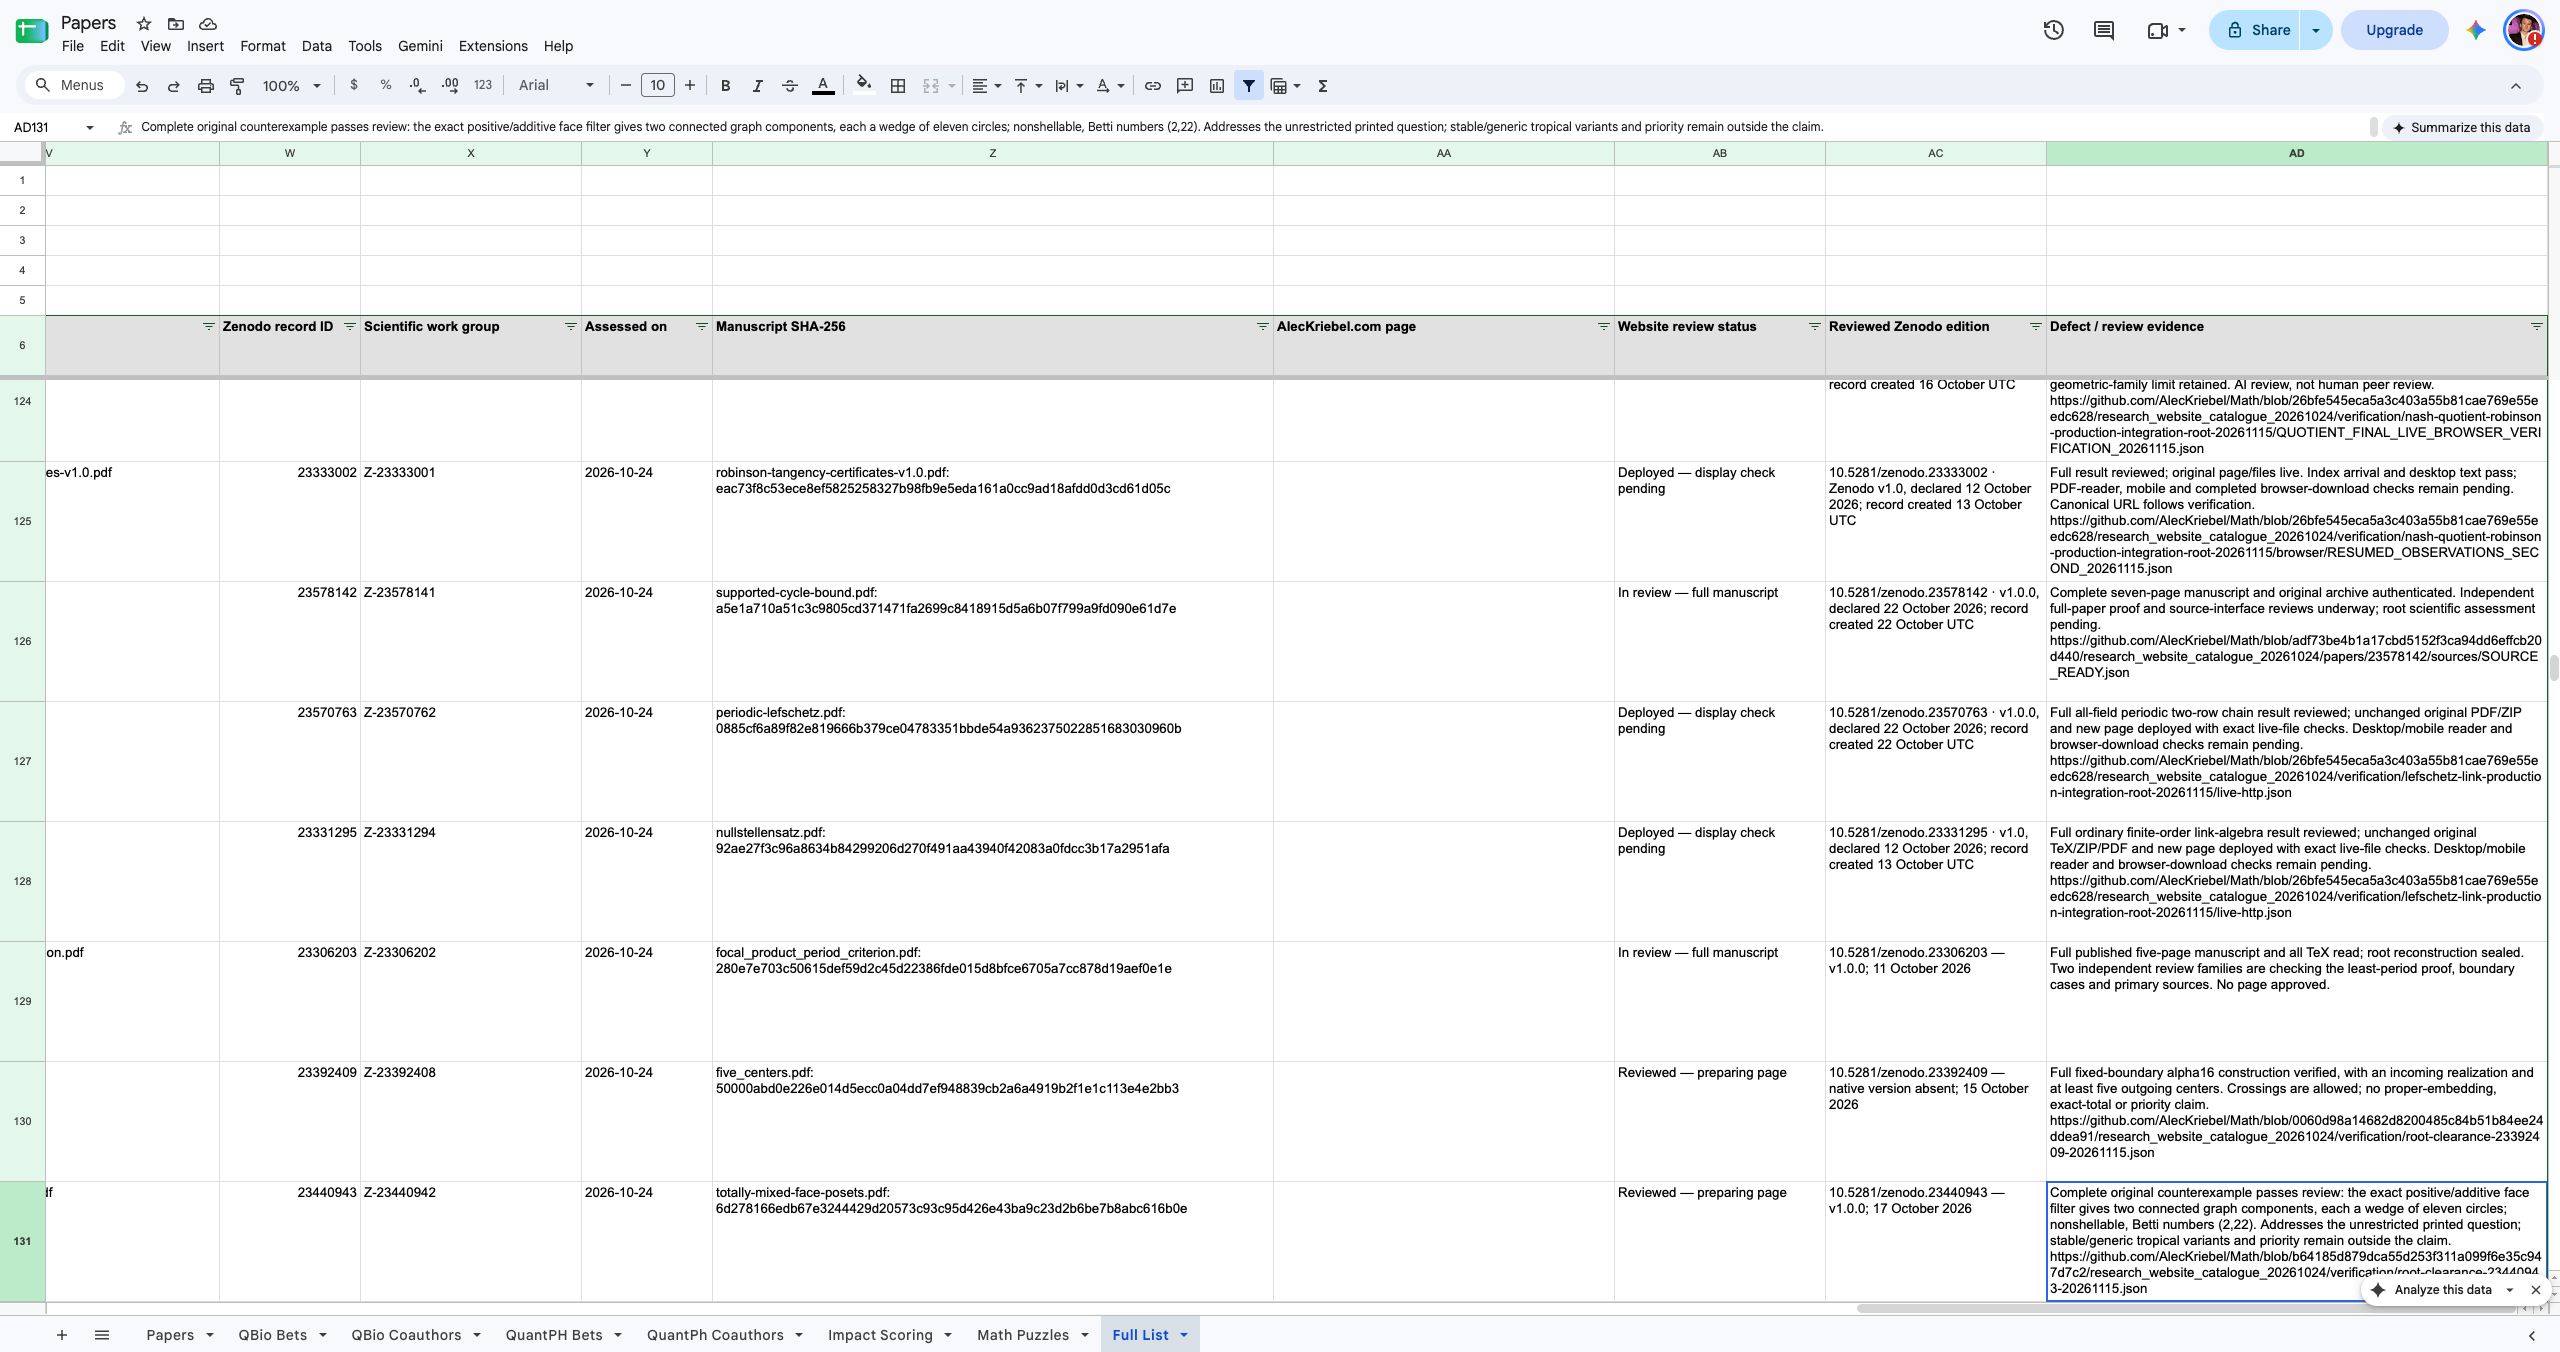 Papers
File Edit View Insert Format Data Tools Gemini Extensions Help
Share
Upgrade
Menus
100%
$ % .0 .00 123
Arial
10
B I A
AD131
fx Complete original counterexample passes review: the exact positive/additive face filter gives two connected graph components, each a wedge of eleven circles; nonshellable, Betti numbers (2,22). Addresses the unrestricted printed question; stable/generic tropical variants and priority remain outside the claim.
Summarize this data
V W X Y Z AA AB AC AD
1
2
3
4
5
6
Zenodo record ID
Scientific work group
Assessed on
Manuscript SHA-256
AlecKriebel.com page
Website review status
Reviewed Zenodo edition
Defect / review evidence
124
record created 16 October UTC
geometric-family limit retained. AI review, not human peer review.
https://github.com/AlecKriebel/Math/blob/26bfe545eca5a3c403a55b81cae769e55e
edc628/research_website_catalogue_20261024/verification/nash-quotient-robinson
-production-integration-root-20261115/QUOTIENT_FINAL_LIVE_BROWSER_VERI
FICATION_20261115.json
125
es-v1.0.pdf
23333002
Z-23333001
2026-10-24
robinson-tangency-certificates-v1.0.pdf:
eac73f8c53ece8ef5825258327b98fb9e5eda161a0cc9ad18afdd0d3cd61d05c
Deployed — display check
pending
10.5281/zenodo.23333002 ·
Zenodo v1.0, declared 12 October
2026; record created 13 October
UTC
Full result reviewed; original page/files live. Index arrival and desktop text pass;
PDF-reader, mobile and completed browser-download checks remain pending.
Canonical URL follows verification.
https://github.com/AlecKriebel/Math/blob/26bfe545eca5a3c403a55b81cae769e55e
edc628/research_website_catalogue_20261024/verification/nash-quotient-robinson
-production-integration-root-20261115/browser/RESUMED_OBSERVATIONS_SEC
OND_20261115.json
126
23578142
Z-23578141
2026-10-24
supported-cycle-bound.pdf:
a5e1a710a51c3c9805cd371471fa2699c8418915d5a6b07f799a9fd090e61d7e
In review — full manuscript
10.5281/zenodo.23578142 · v1.0.0,
declared 22 October 2026; record
created 22 October UTC
Complete seven-page manuscript and original archive authenticated. Independent
full-paper proof and source-interface reviews underway; root scientific assessment
pending.
https://github.com/AlecKriebel/Math/blob/adf73be4b1a17cbd5152f3ca94dd6effcb20
d440/research_website_catalogue_20261024/papers/23578142/sources/SOURCE
_READY.json
127
23570763
Z-23570762
2026-10-24
periodic-lefschetz.pdf:
0885cf6a89f82e819666b379ce04783351bbde54a9362375022851683030960b
Deployed — display check
pending
10.5281/zenodo.23570763 · v1.0.0,
declared 22 October 2026; record
created 22 October UTC
Full all-field periodic two-row chain result reviewed; unchanged original PDF/ZIP
and new page deployed with exact live-file checks. Desktop/mobile reader and
browser-download checks remain pending.
https://github.com/AlecKriebel/Math/blob/26bfe545eca5a3c403a55b81cae769e55e
edc628/research_website_catalogue_20261024/verification/lefschetz-link-productio
n-integration-root-20261115/live-http.json
128
23331295
Z-23331294
2026-10-24
nullstellensatz.pdf:
92ae27f3c96a8634b84299206d270f491aa43940f42083a0fdcc3b17a2951afa
Deployed — display check
pending
10.5281/zenodo.23331295 · v1.0,
declared 12 October 2026; record
created 13 October UTC
Full ordinary finite-order link-algebra result reviewed; unchanged original
TeX/ZIP/PDF and new page deployed with exact live-file checks. Desktop/mobile
reader and browser-download checks remain pending.
https://github.com/AlecKriebel/Math/blob/26bfe545eca5a3c403a55b81cae769e55e
edc628/research_website_catalogue_20261024/verification/lefschetz-link-productio
n-integration-root-20261115/live-http.json
129
on.pdf
23306203
Z-23306202
2026-10-24
focal_product_period_criterion.pdf:
280e7e703c50615def59d2c45d22386fde015d8bfce6705a7cc878d19aef0e1e
In review — full manuscript
10.5281/zenodo.23306203 —
v1.0.0; 11 October 2026
Full published five-page manuscript and all TeX read; root reconstruction sealed.
Two independent review families are checking the least-period proof, boundary
cases and primary sources. No page approved.
130
23392409
Z-23392408
2026-10-24
five_centers.pdf:
50000abd0e226e014d5ecc0a04dd7ef948839cb2a6a4919b2f1e1c113e4e2bb3
Reviewed — preparing page
10.5281/zenodo.23392409 —
native version absent; 15 October
2026
Full fixed-boundary alpha16 construction verified, with an incoming realization and
at least five outgoing centers. Crossings are allowed; no proper-embedding,
exact-total or priority claim.
https://github.com/AlecKriebel/Math/blob/0060d98a14682d8200485c84b51b84ee24
ddea91/research_website_catalogue_20261024/verification/root-clearance-233924
09-20261115.json
131
df
23440943
Z-23440942
2026-10-24
totally-mixed-face-posets.pdf:
6d278166edb67e3244429d20573c93c95d426e43ba9c23d2b6be7b8abc616b0e
Reviewed — preparing page
10.5281/zenodo.23440943 —
v1.0.0; 17 October 2026
Complete original counterexample passes review: the exact positive/additive face
filter gives two connected graph components, each a wedge of eleven circles;
nonshellable, Betti numbers (2,22). Addresses the unrestricted printed question;
stable/generic tropical variants and priority remain outside the claim.
https://github.com/AlecKriebel/Math/blob/b64185d879dca55d253f311a099f6e35c94
7d7c2/research_website_catalogue_20261024/verification/root-clearance-2344094
3-20261115.json
Analyze this data
Papers
QBio Bets
QBio Coauthors
QuantPH Bets
QuantPh Coauthors
Impact Scoring
Math Puzzles
Full List